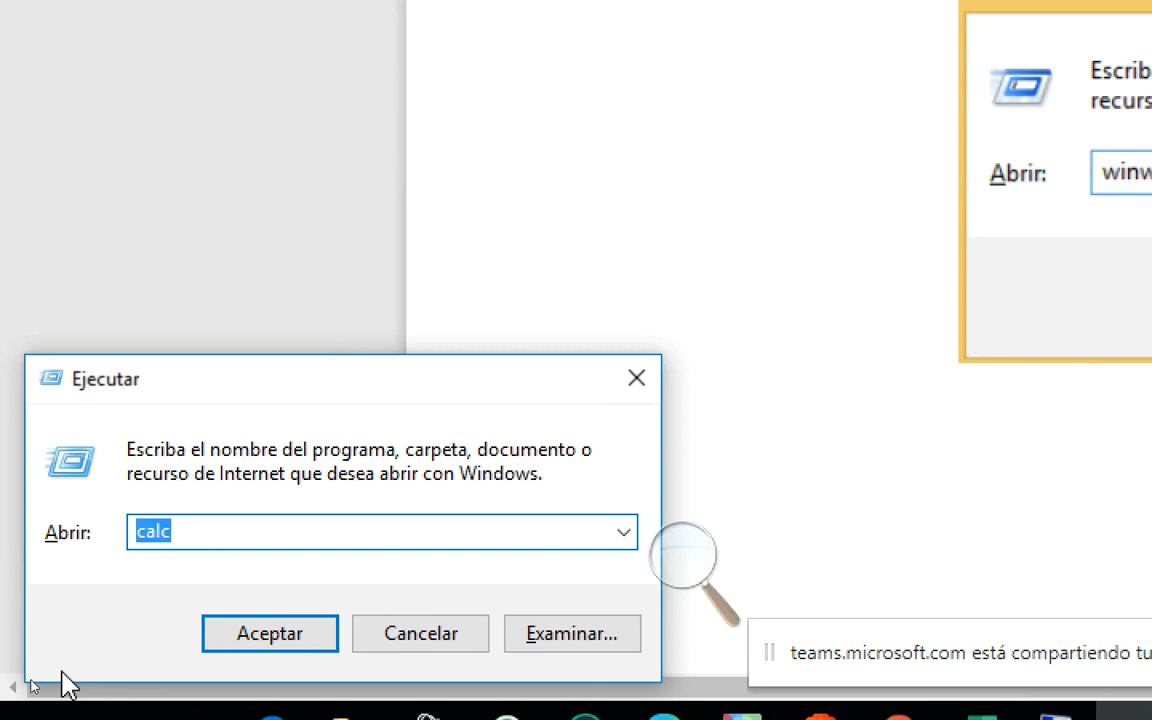 Escrib
recurs
Abrir:
winw
Ejecutar
Escriba el nombre del programa, carpeta, documento o
recurso de Internet que desea abrir con Windows.
Abrir:
calc
Aceptar
Cancelar
Examinar...
teams.microsoft.com está compartiendo tu